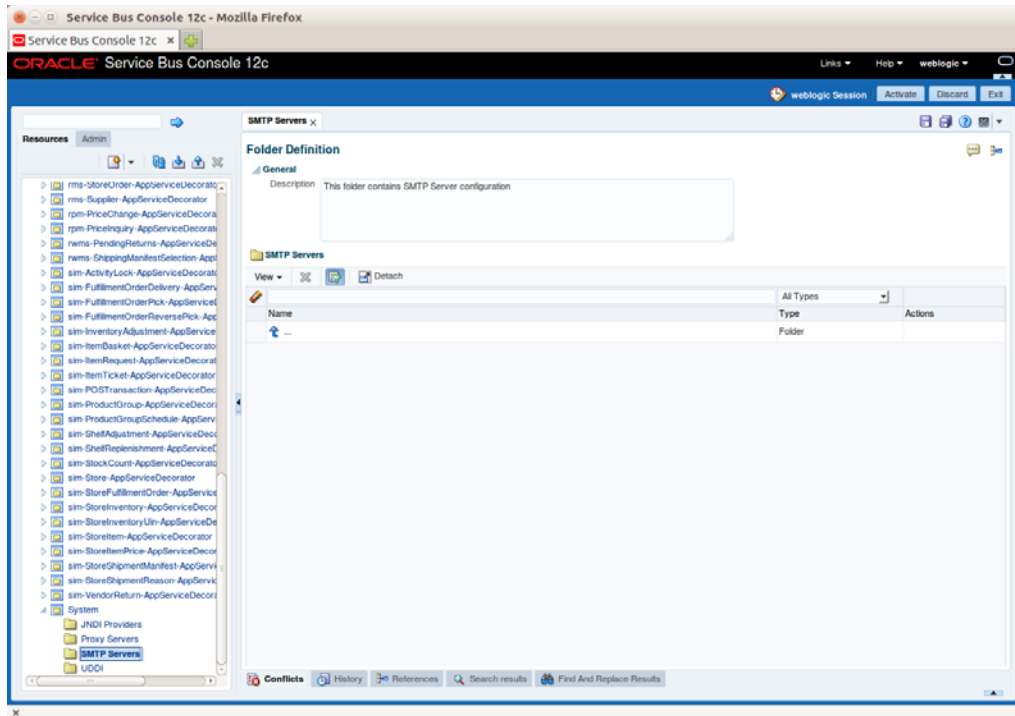 Service Bus Console 12c - Mozilla Firefox
Service Bus Console 12c
ORACLE Service Bus Console 12c
Links Help weblogic
weblogic Session Activate Discard Exit
SMTP Servers
Resources Admin
Folder Definition
General
Description This folder contains SMTP Server configuration
SMTP Servers
View Detach
All Types
Name Type Actions
... Folder
rms-StoreOrder-AppServiceDecorato
rms-Supplier-AppServiceDecorator
rpm-PriceChange-AppServiceDecora
rpm-PriceInquiry-AppServiceDecorat
rwms-PendingReturns-AppServiceDe
rwms-ShippingManifestSelection-Appl
sim-ActivityLock-AppServiceDecorato
sim-FulfillmentOrderDelivery-AppServ
sim-FulfillmentOrderPick-AppService
sim-FulfillmentOrderReversePick-App
sim-InventoryAdjustment-AppService
sim-ItemBasket-AppServiceDecorato
sim-ItemRequest-AppServiceDecorat
sim-ItemTicket-AppServiceDecorator
sim-POSTransaction-AppServiceDec
sim-ProductGroup-AppServiceDecor
sim-ProductGroupSchedule-AppServ
sim-ShelfAdjustment-AppServiceDeco
sim-ShelfReplenishment-AppService
sim-StockCount-AppServiceDecorato
sim-Store-AppServiceDecorator
sim-StoreFulfillmentOrder-AppService
sim-StoreInventory-AppServiceDecor
sim-StoreInventoryUin-AppServiceDe
sim-StoreItem-AppServiceDecorator
sim-StoreItemPrice-AppServiceDecor
sim-StoreShipmentManifest-AppServi
sim-StoreShipmentReason-AppServic
sim-VendorReturn-AppServiceDecora
System
JNDI Providers
Proxy Servers
SMTP Servers
UDDI
Conflicts History References Search results Find And Replace Results